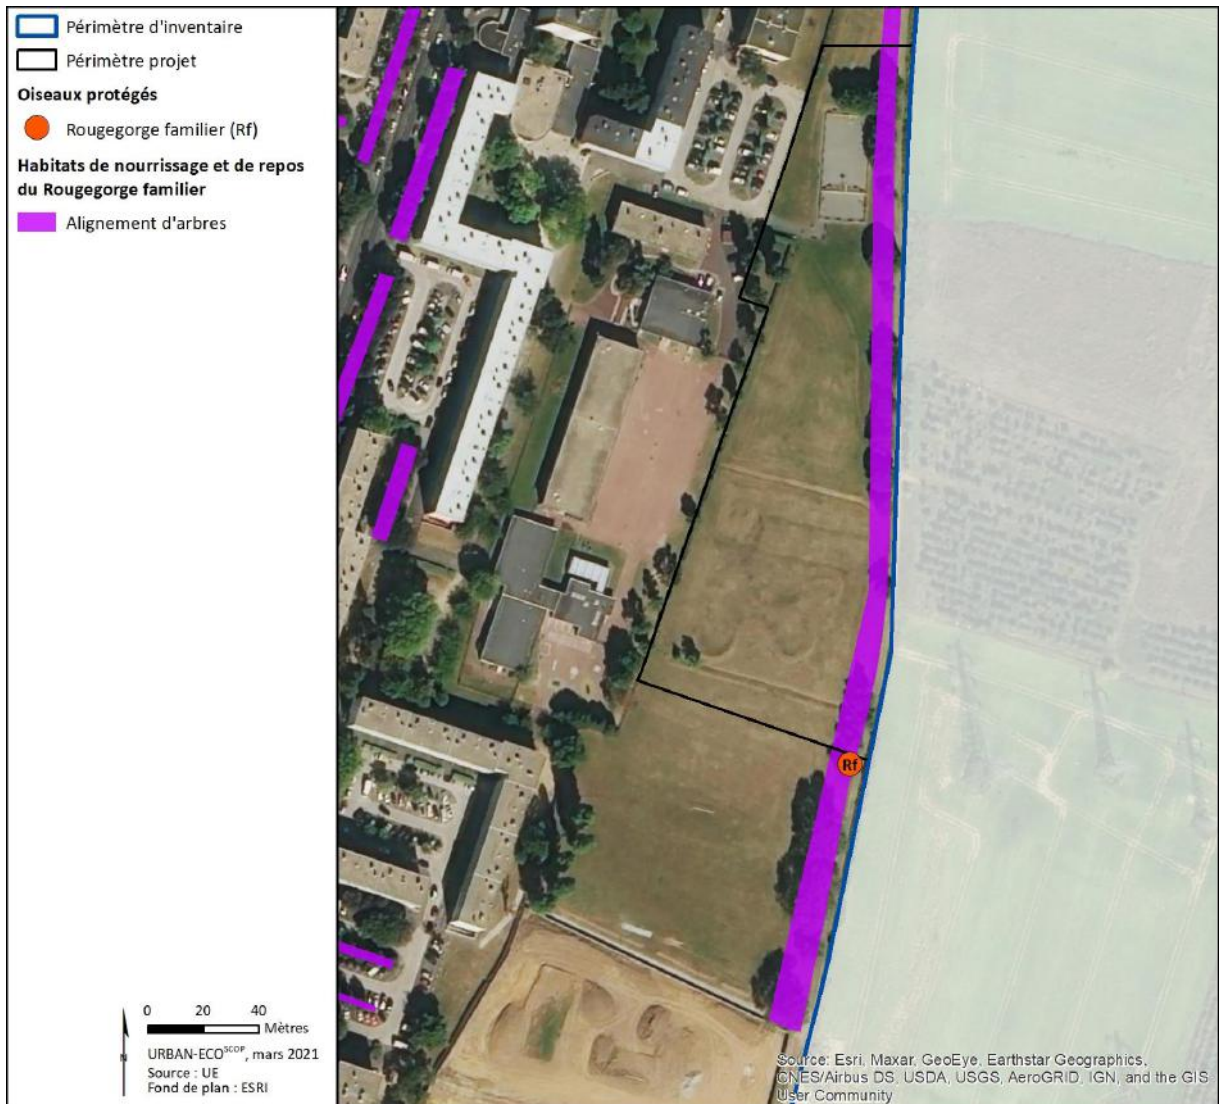 Périmètre d'inventaire
Périmètre projet
Oiseaux protégés
Rougegorge familier (Rf)
Habitats de nourrissage et de repos
du Rougegorge familier
Alignement d'arbres
Rf
0 20 40
Mètres
N
URBAN-ECOSCOP, mars 2021
Source : UE
Fond de plan : ESRI
Source: Esri, Maxar, GeoEye, Earthstar Geographics,
CNES/Airbus DS, USDA, USGS, AeroGRID, IGN, and the GIS
User Community